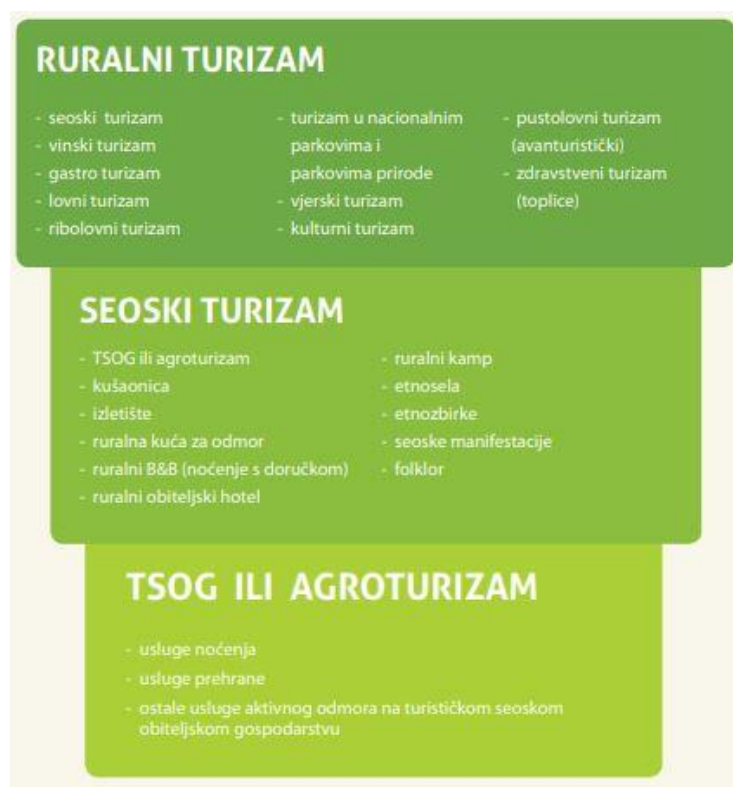 RURALNI TURIZAM
- seoski turizam
- vinski turizam
- gastro turizam
- lovni turizam
- ribolovni turizam
- turizam u nacionalnim
parkovima i
parkovima prirode
- vjerski turizam
- kulturni turizam
- pustolovni turizam
(avanturistički)
- zdravstveni turizam
(toplice)
SEOSKI TURIZAM
- TSOG ili agroturizam
- kušaonica
- izletište
- ruralna kuća za odmor
- ruralni B&B (noćenje s doručkom)
- ruralni obiteljski hotel
- ruralni kamp
- etnosela
- etnozbirke
- seoske manifestacije
- folklor
TSOG ILI AGROTURIZAM
- usluge noćenja
- usluge prehrane
- ostale usluge aktivnog odmora na turističkom seoskom
obiteljskom gospodarstvu